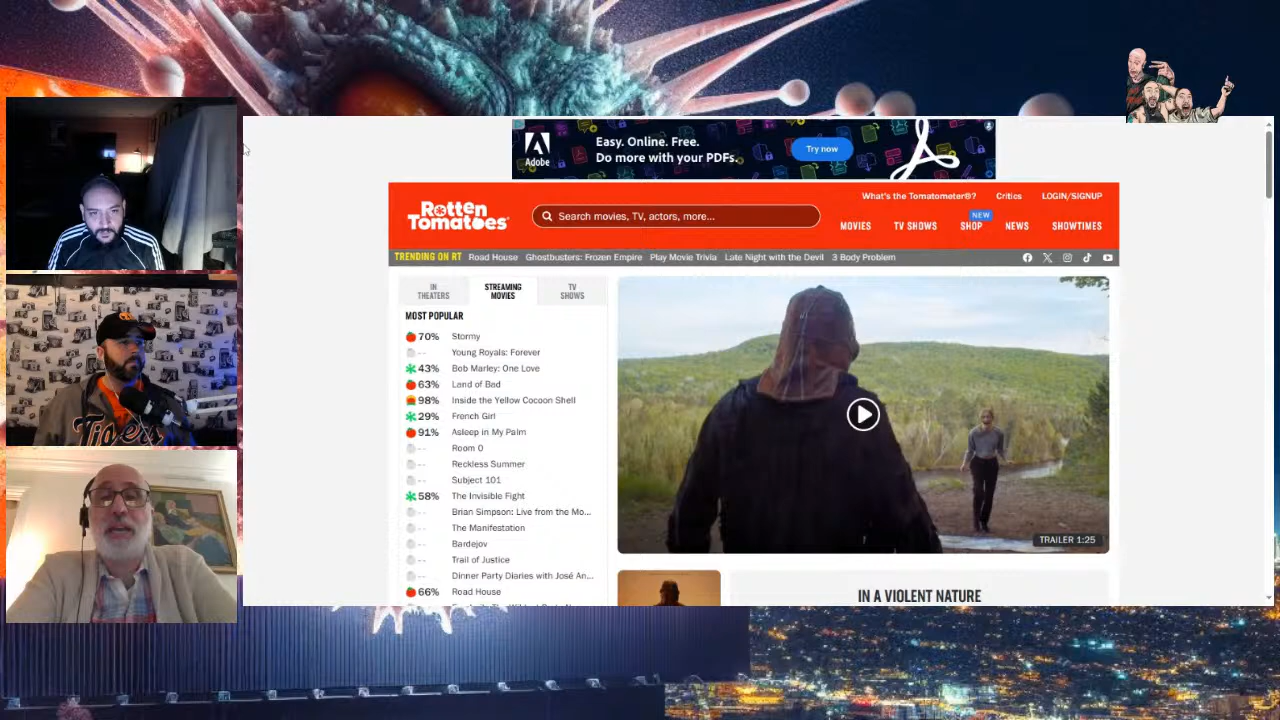 Adobe
Easy. Online. Free.
Do more with your PDFs.
Try now
What's the Tomatometer®?
Critics
LOGIN/SIGNUP
Rotten
Tomatoes
Search movies, TV, actors, more...
NEW
MOVIES
TV SHOWS
SHOP
NEWS
SHOWTIMES
TRENDING ON RT
Road House
Ghostbusters: Frozen Empire
Play Movie Trivia
Late Night with the Devil
3 Body Problem
IN
THEATERS
STREAMING
MOVIES
TV
SHOWS
MOST POPULAR
70% Stormy
-- Young Royals: Forever
43% Bob Marley: One Love
63% Land of Bad
98% Inside the Yellow Cocoon Shell
29% French Girl
91% Asleep in My Palm
-- Room 0
-- Reckless Summer
-- Subject 101
58% The Invisible Fight
-- Brian Simpson: Live from the Mo...
-- The Manifestation
-- Bardejov
-- Trail of Justice
-- Dinner Party Diaries with José An...
66% Road House
TRAILER 1:25
IN A VIOLENT NATURE
Tigers